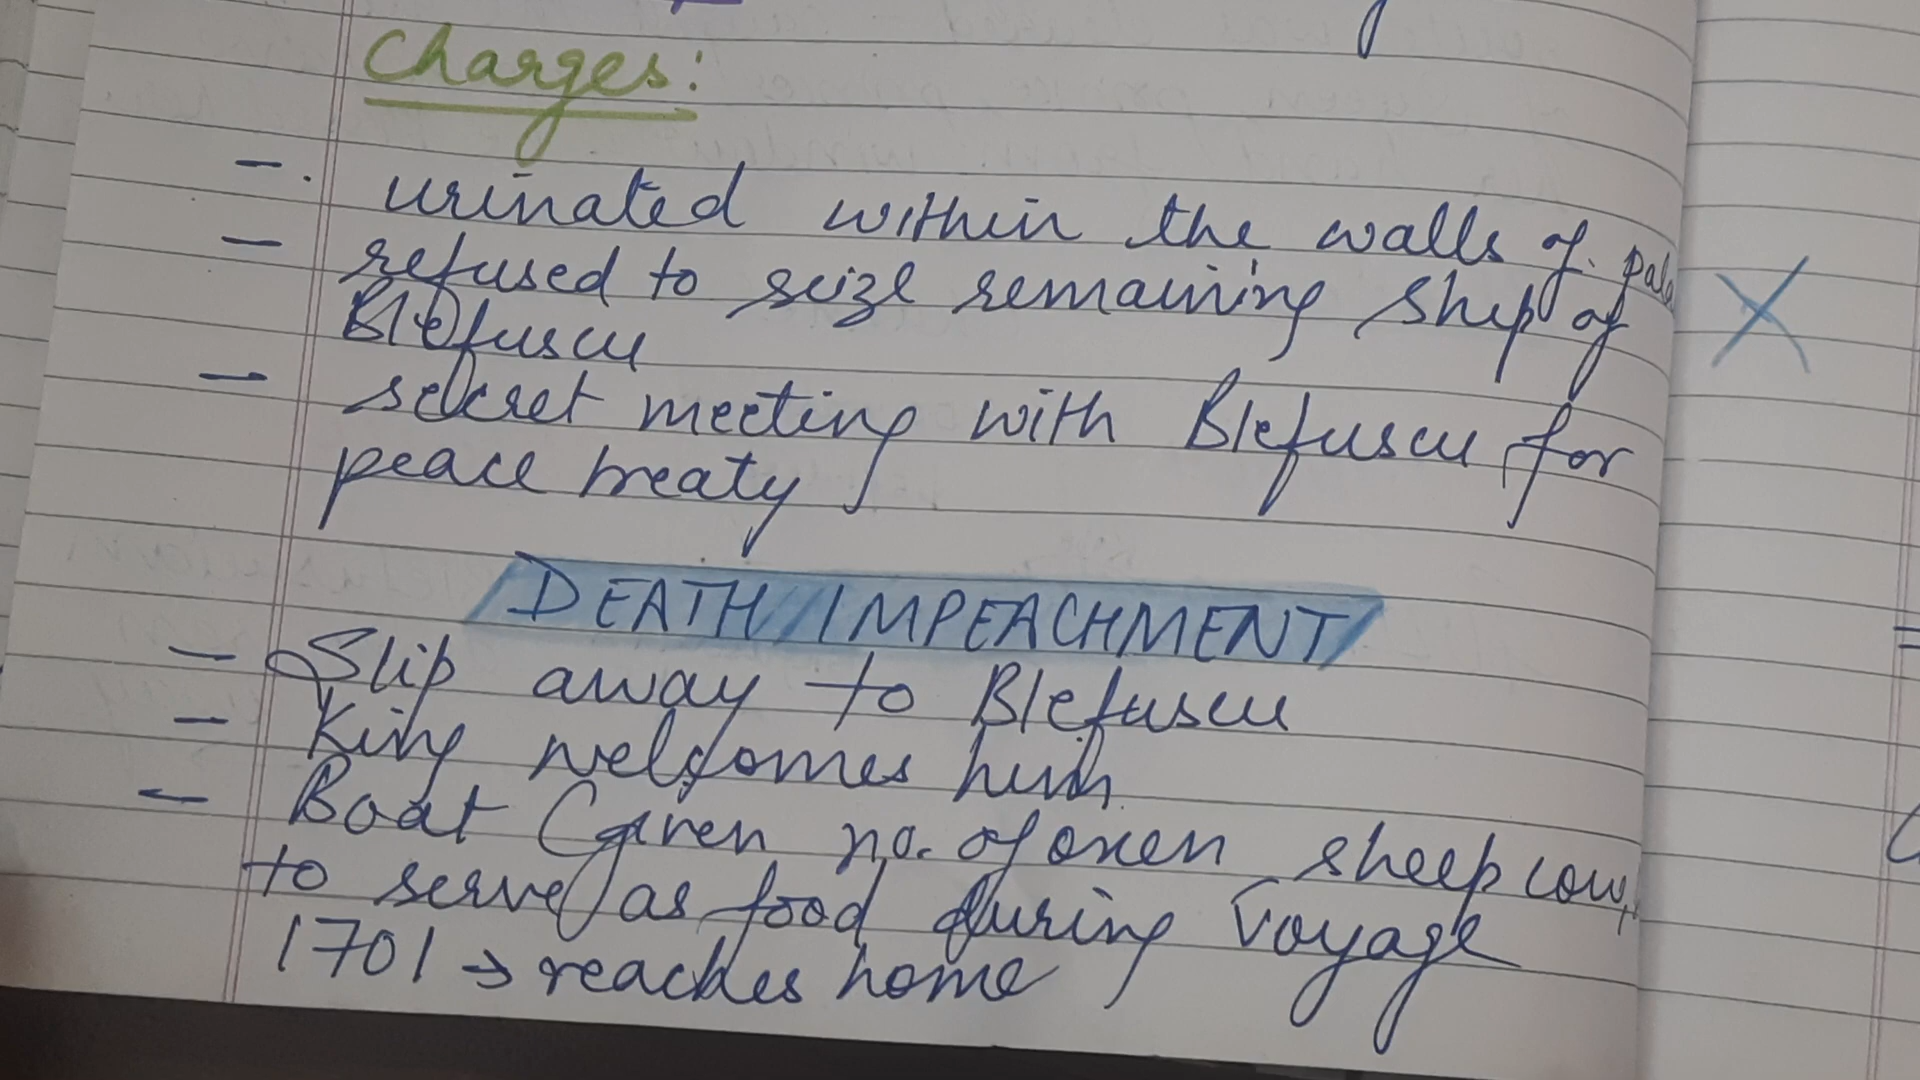 Charges:
- urinated within the walls of pala
- refused to seize remaining ship of
Blefuscu
- secret meeting with Blefuscu for
peace treaty
DEATH/IMPEACHMENT
- Slip away to Blefuscu
- King welcomes him
- Boat (given no. of oxen sheep cow,
to serve as food during voyage
1701 → reaches home